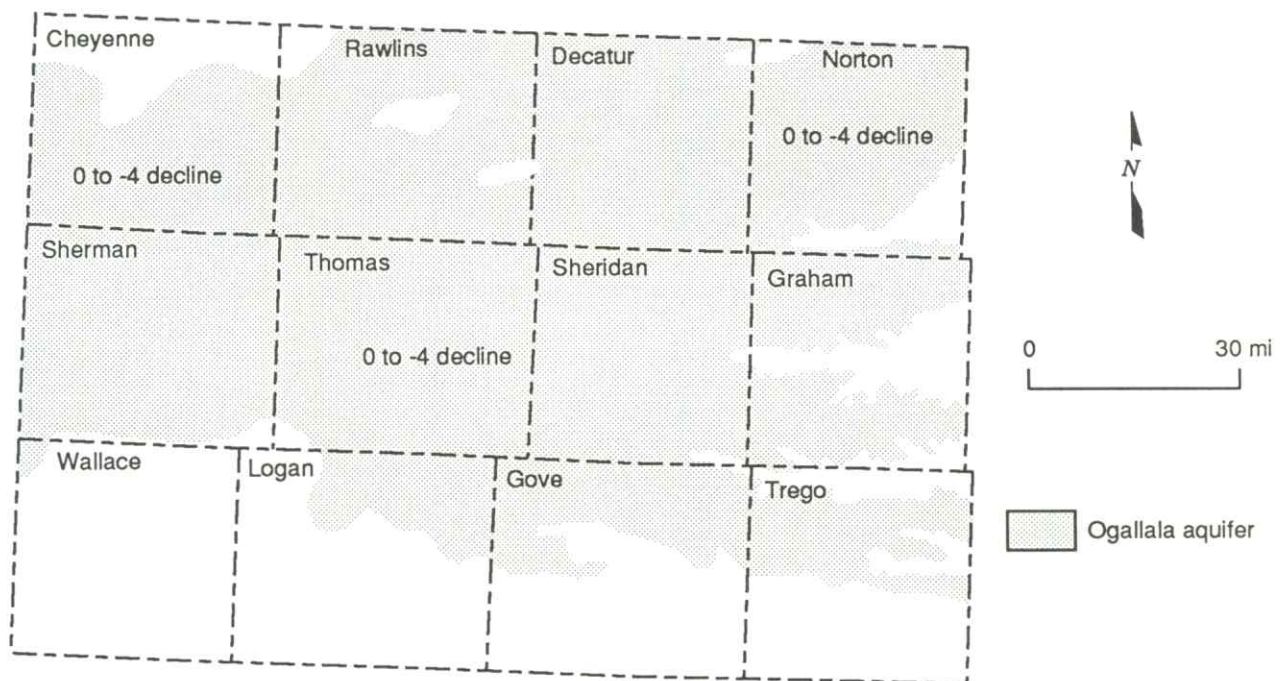 Cheyenne
Rawlins
Decatur
Norton
0 to -4 decline
0 to -4 decline
N
Sherman
Thomas
Sheridan
Graham
0 to -4 decline
0 30 mi
Wallace
Logan
Gove
Trego
Ogallala aquifer